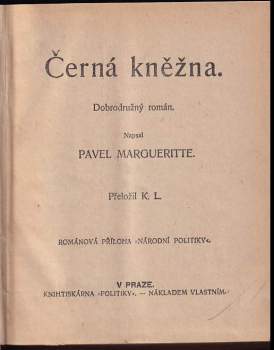 Černá kněžna.
Dobrodružný román.
Napsal
PAVEL MARGUERITTE.
Přeložil K. L.
ROMÁNOVÁ PŘÍLOHA »NÁRODNÍ POLITIKY«.
V PRAZE.
KNIHTISKÁRNA »POLITIKY«. — NÁKLADEM VLASTNÍM.